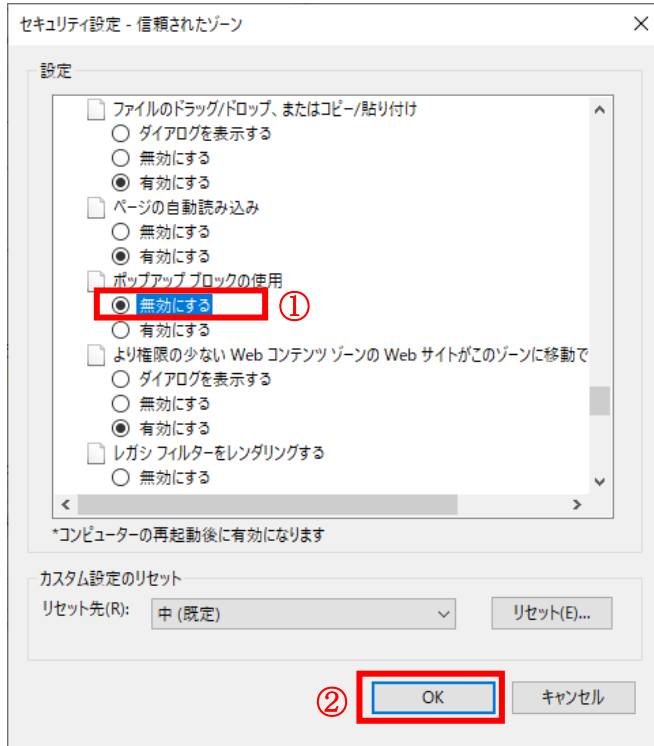 セキュリティ設定 - 信頼されたゾーン
設定
ファイルのドラッグ/ドロップ、またはコピー/貼り付け
ダイアログを表示する
無効にする
有効にする
ページの自動読み込み
無効にする
有効にする
ポップアップ ブロックの使用
無効にする ①
有効にする
より権限の少ない Web コンテンツ ゾーンの Web サイトがこのゾーンに移動で
ダイアログを表示する
無効にする
有効にする
レガシ フィルターをレンダリングする
無効にする
*コンピューターの再起動後に有効になります
カスタム設定のリセット
リセット先(R): 中 (既定) リセット(E)...
② OK キャンセル